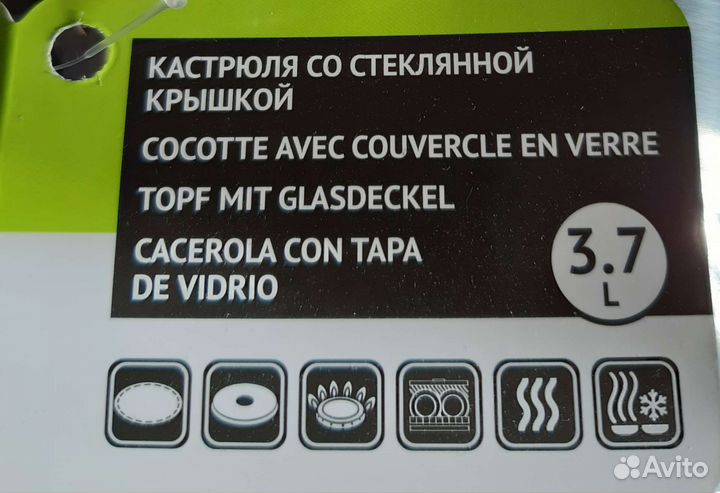 КАСТРЮЛЯ СО СТЕКЛЯННОЙ
КРЫШКОЙ
COCOTTE AVEC COUVERCLE EN VERRE
TOPF MIT GLASDECKEL
CACEROLA CON TAPA
DE VIDRIO
3.7
L
Avito